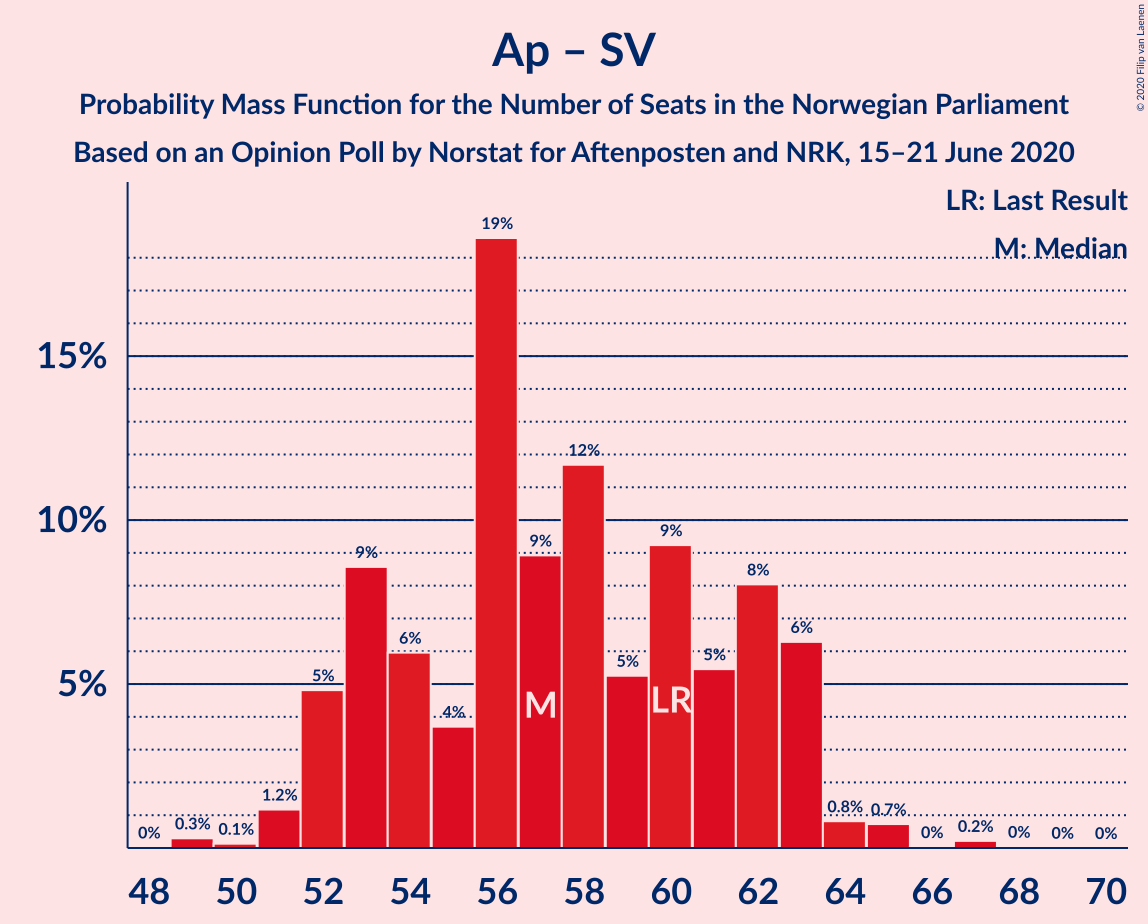 Ap – SV
Probability Mass Function for the Number of Seats in the Norwegian Parliament
Based on an Opinion Poll by Norstat for Aftenposten and NRK, 15–21 June 2020
© 2020 Filip van Laenen
LR: Last Result
M: Median
15%
10%
5%
0%
0.3%
0.1%
1.2%
5%
9%
6%
4%
19%
9%
12%
5%
9%
5%
8%
6%
0.8%
0.7%
0%
0.2%
0%
0%
0%
M
LR
48 50 52 54 56 58 60 62 64 66 68 70